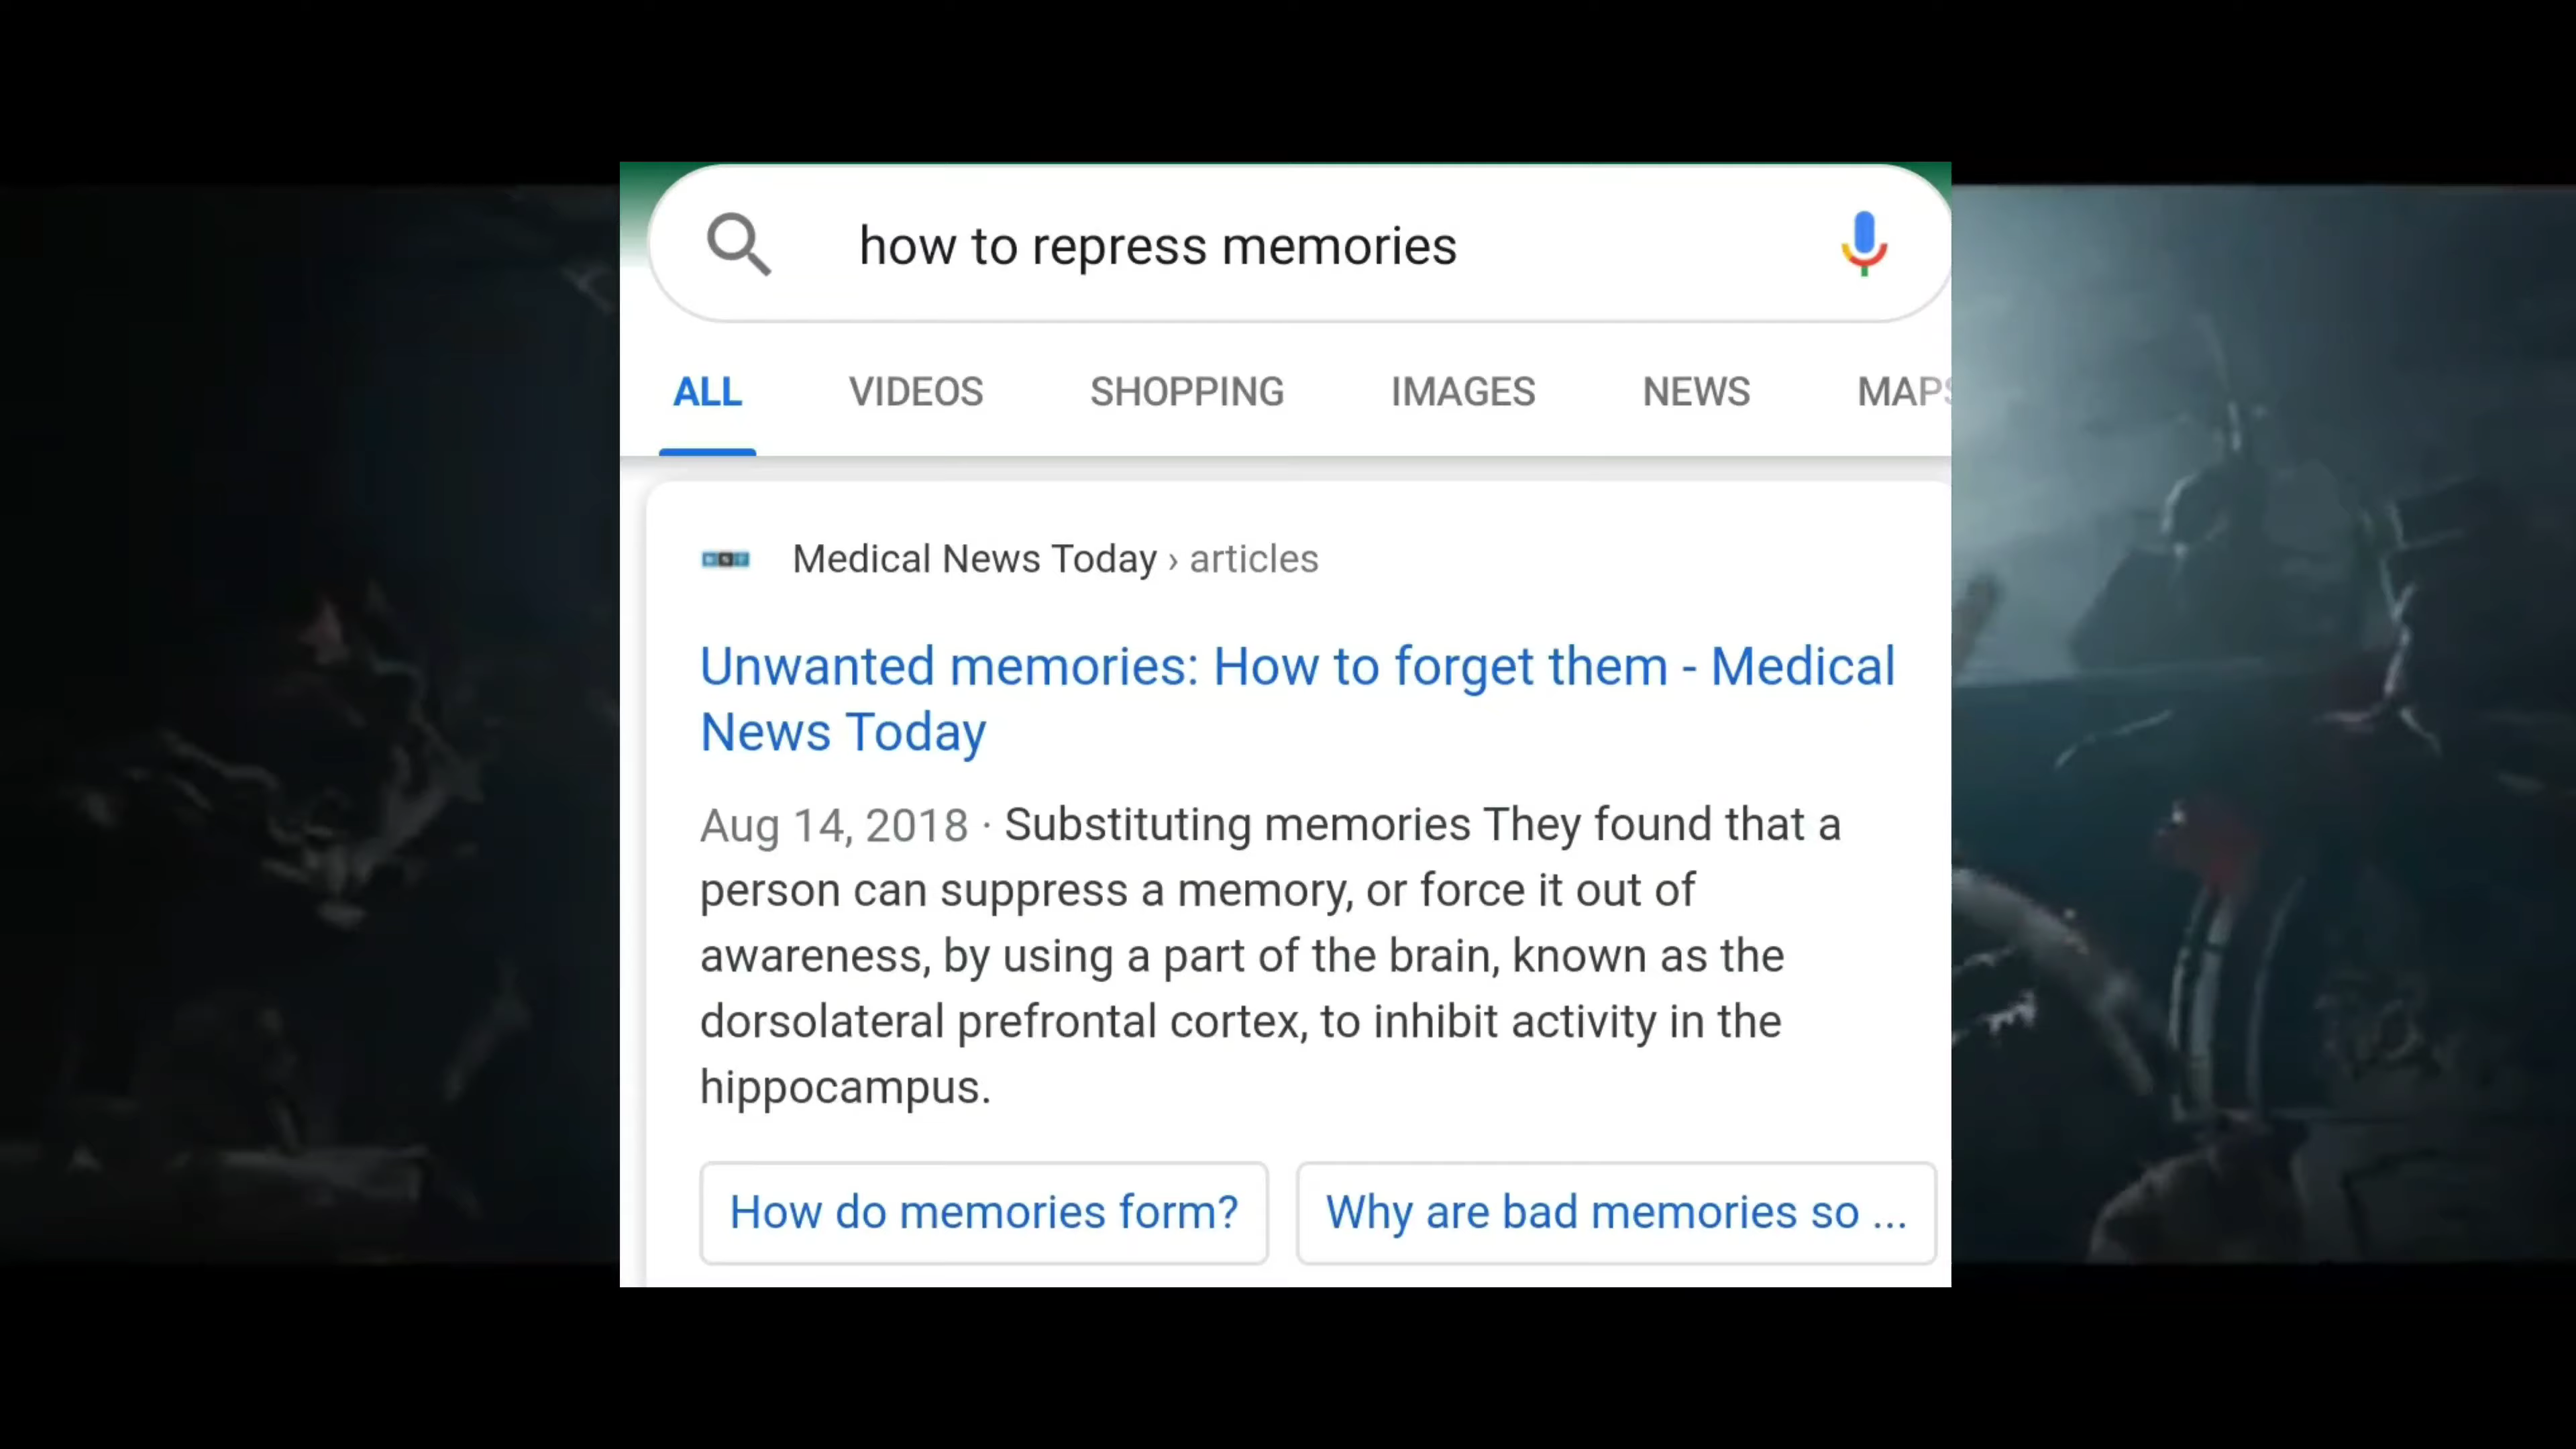 how to repress memories
ALL VIDEOS SHOPPING IMAGES NEWS MAPS
Medical News Today › articles
Unwanted memories: How to forget them - Medical
News Today
Aug 14, 2018 · Substituting memories They found that a
person can suppress a memory, or force it out of
awareness, by using a part of the brain, known as the
dorsolateral prefrontal cortex, to inhibit activity in the
hippocampus.
How do memories form? Why are bad memories so ...